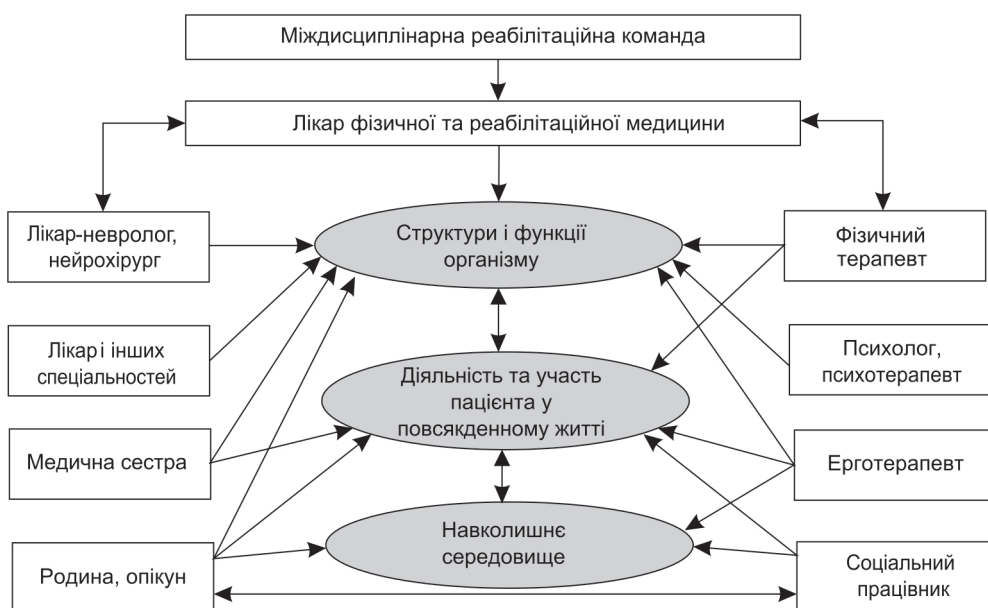 Міждисциплінарна реабілітаційна команда
Лікар фізичної та реабілітаційної медицини
Лікар-невролог,
нейрохірург
Структури і функції
організму
Фізичний
терапевт
Лікарі інших
спеціальностей
Діяльність та участь
пацієнта у
повсякденному житті
Психолог,
психотерапевт
Медична сестра
Ерготерапевт
Навколишнє
середовище
Родина, опікун
Соціальний
працівник